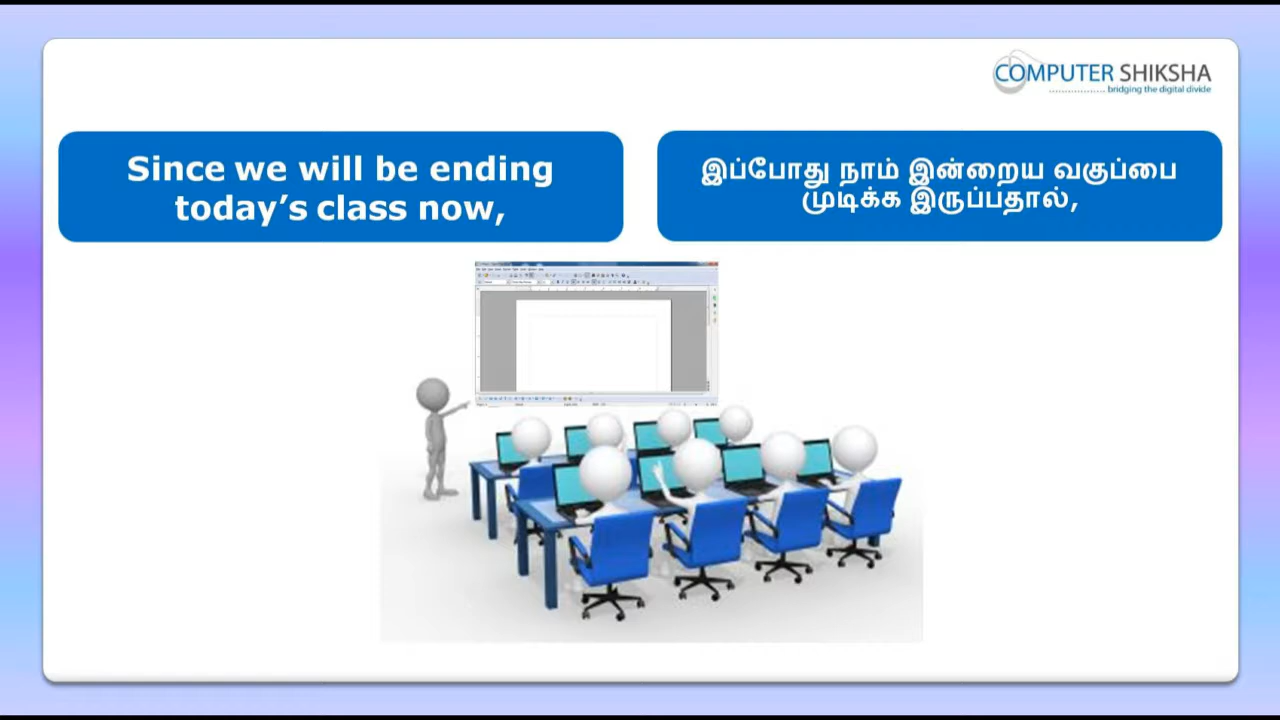 COMPUTER SHIKSHA
bridging the digital divide
Since we will be ending
today's class now,
இப்போது நாம் இன்றைய வகுப்பை
முடிக்க இருப்பதால்,